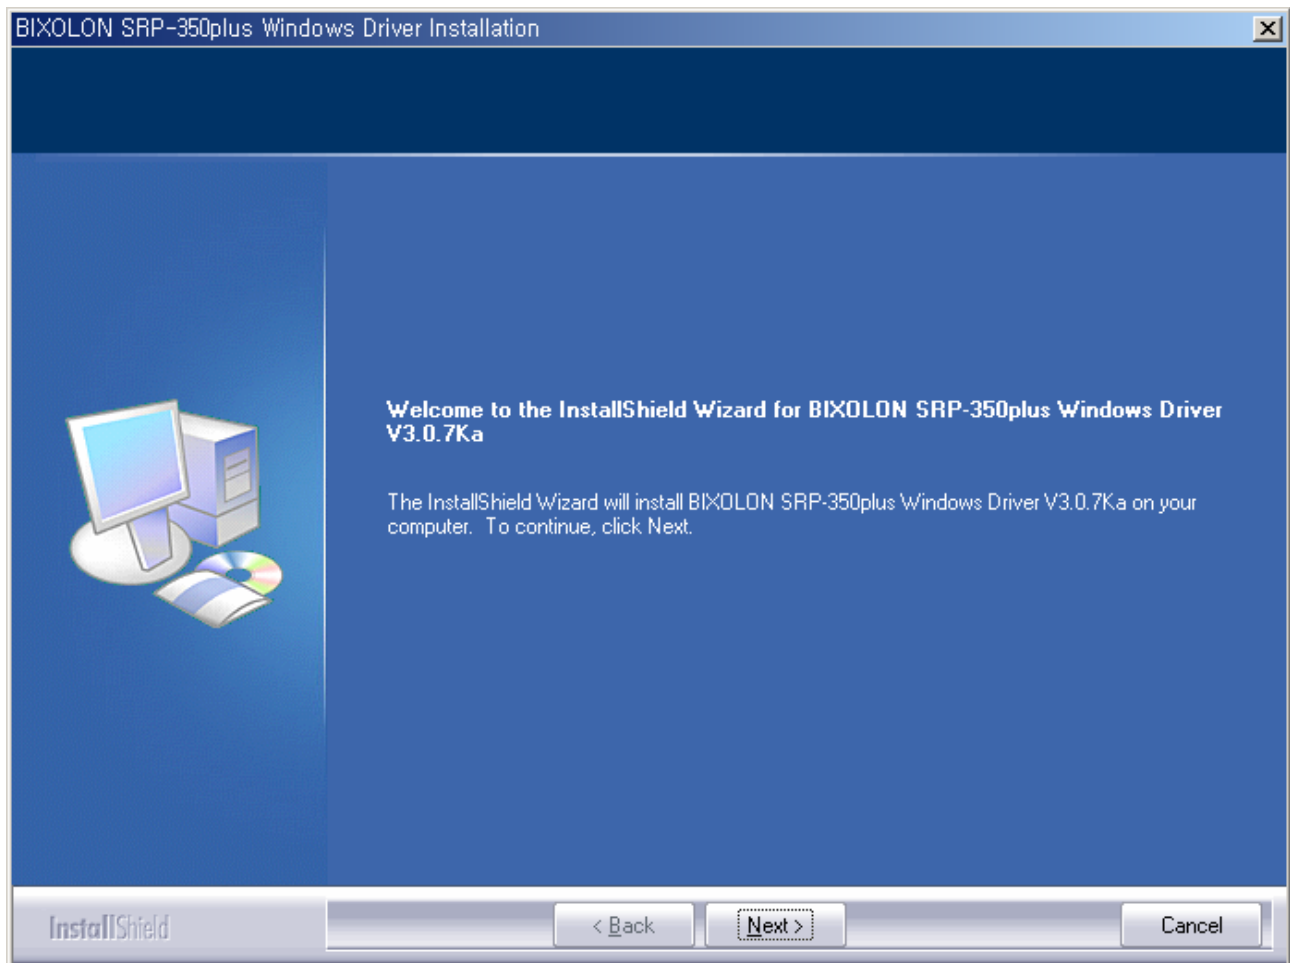 BIXOLON SRP-350plus Windows Driver Installation
Welcome to the InstallShield Wizard for BIXOLON SRP-350plus Windows Driver
V3.0.7Ka
The InstallShield Wizard will install BIXOLON SRP-350plus Windows Driver V3.0.7Ka on your
computer.  To continue, click Next.
InstallShield
< Back
Next >
Cancel